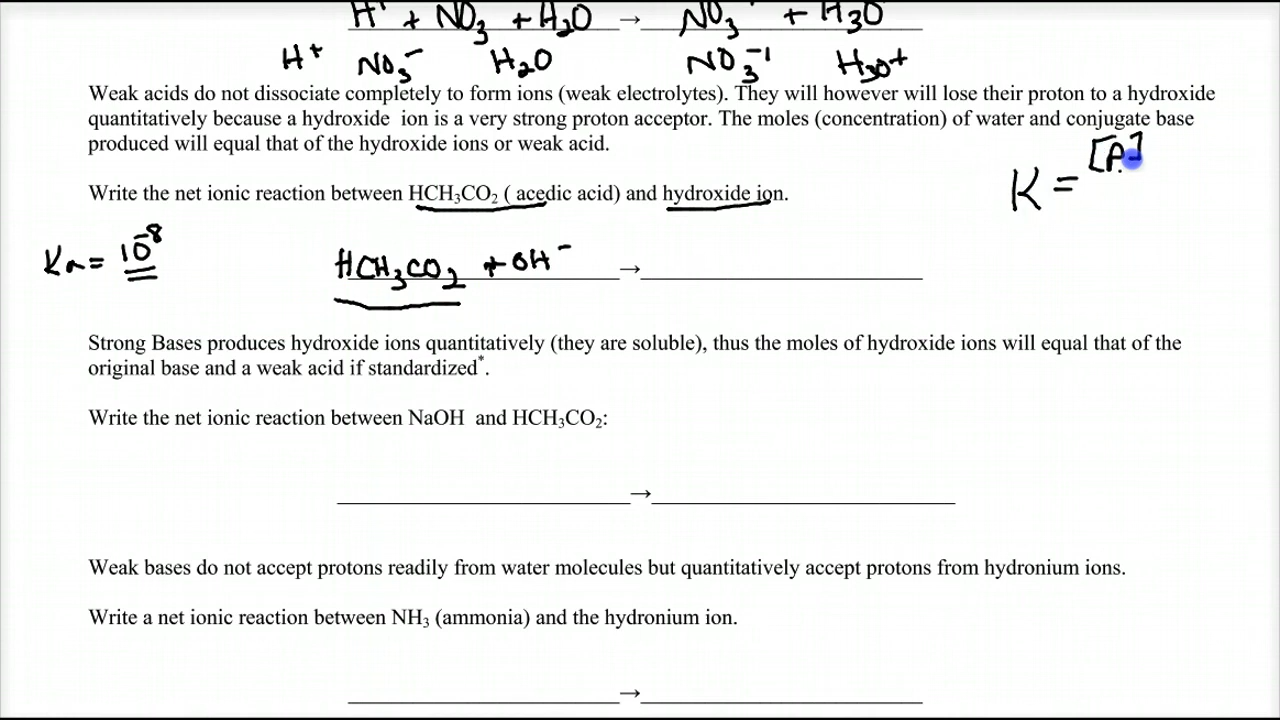 H⁺ + NO₃ + H₂O → NO₃⁻¹ + H₃O
H⁺ NO₃⁻ H₂O NO₃⁻¹ H₃O⁺
Weak acids do not dissociate completely to form ions (weak electrolytes). They will however will lose their proton to a hydroxide
quantitatively because a hydroxide ion is a very strong proton acceptor. The moles (concentration) of water and conjugate base
produced will equal that of the hydroxide ions or weak acid.
K = [P]
Write the net ionic reaction between HCH₃CO₂ ( acedic acid) and hydroxide ion.
Ka = 10⁻⁸ HCH₃CO₂ + OH⁻ →
Strong Bases produces hydroxide ions quantitatively (they are soluble), thus the moles of hydroxide ions will equal that of the
original base and a weak acid if standardized*.
Write the net ionic reaction between NaOH and HCH₃CO₂:
→
Weak bases do not accept protons readily from water molecules but quantitatively accept protons from hydronium ions.
Write a net ionic reaction between NH₃ (ammonia) and the hydronium ion.
→